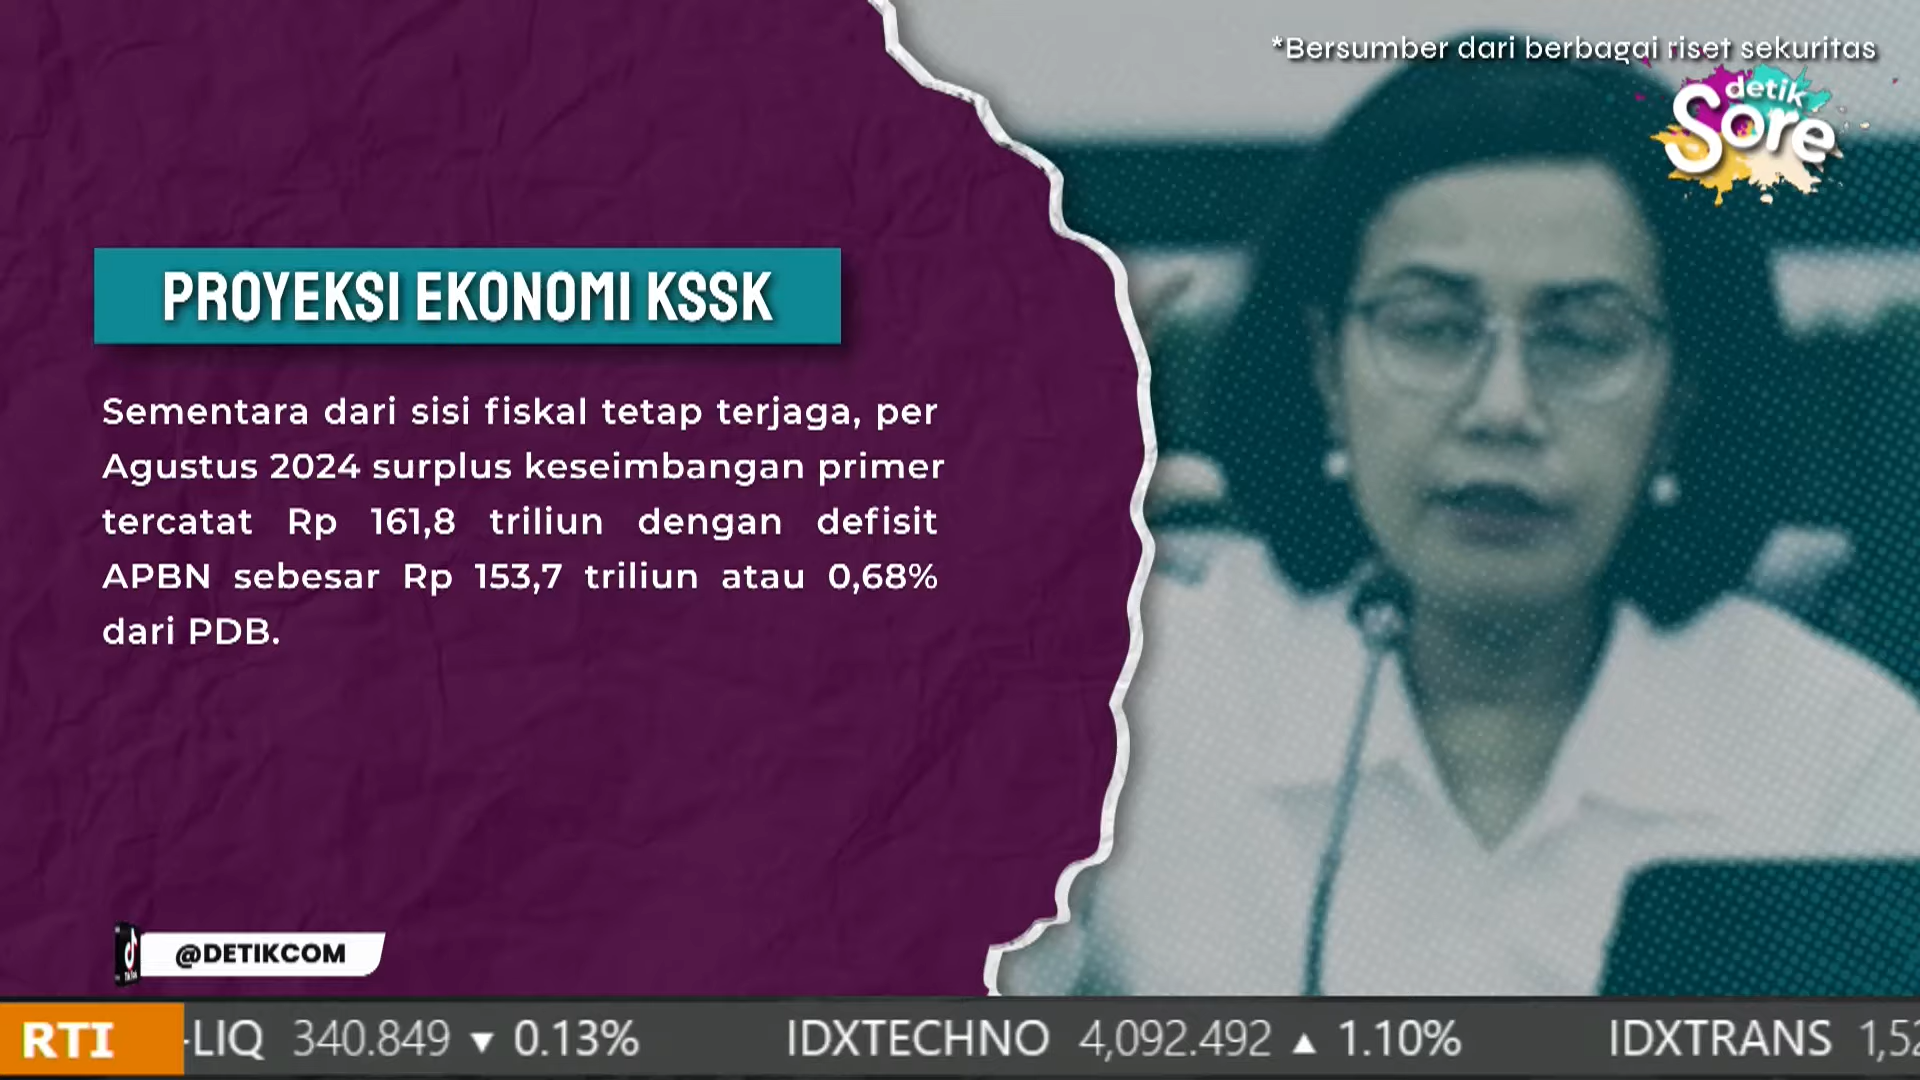 *Bersumber dari berbagai riset sekuritas
detik
Sore
PROYEKSI EKONOMI KSSK
Sementara dari sisi fiskal tetap terjaga, per
Agustus 2024 surplus keseimbangan primer
tercatat Rp 161,8 triliun dengan defisit
APBN sebesar Rp 153,7 triliun atau 0,68%
dari PDB.
@DETIKCOM
RTI -LIQ 340.849 ▼ 0.13% IDXTECHNO 4,092.492 ▲ 1.10% IDXTRANS 1,52